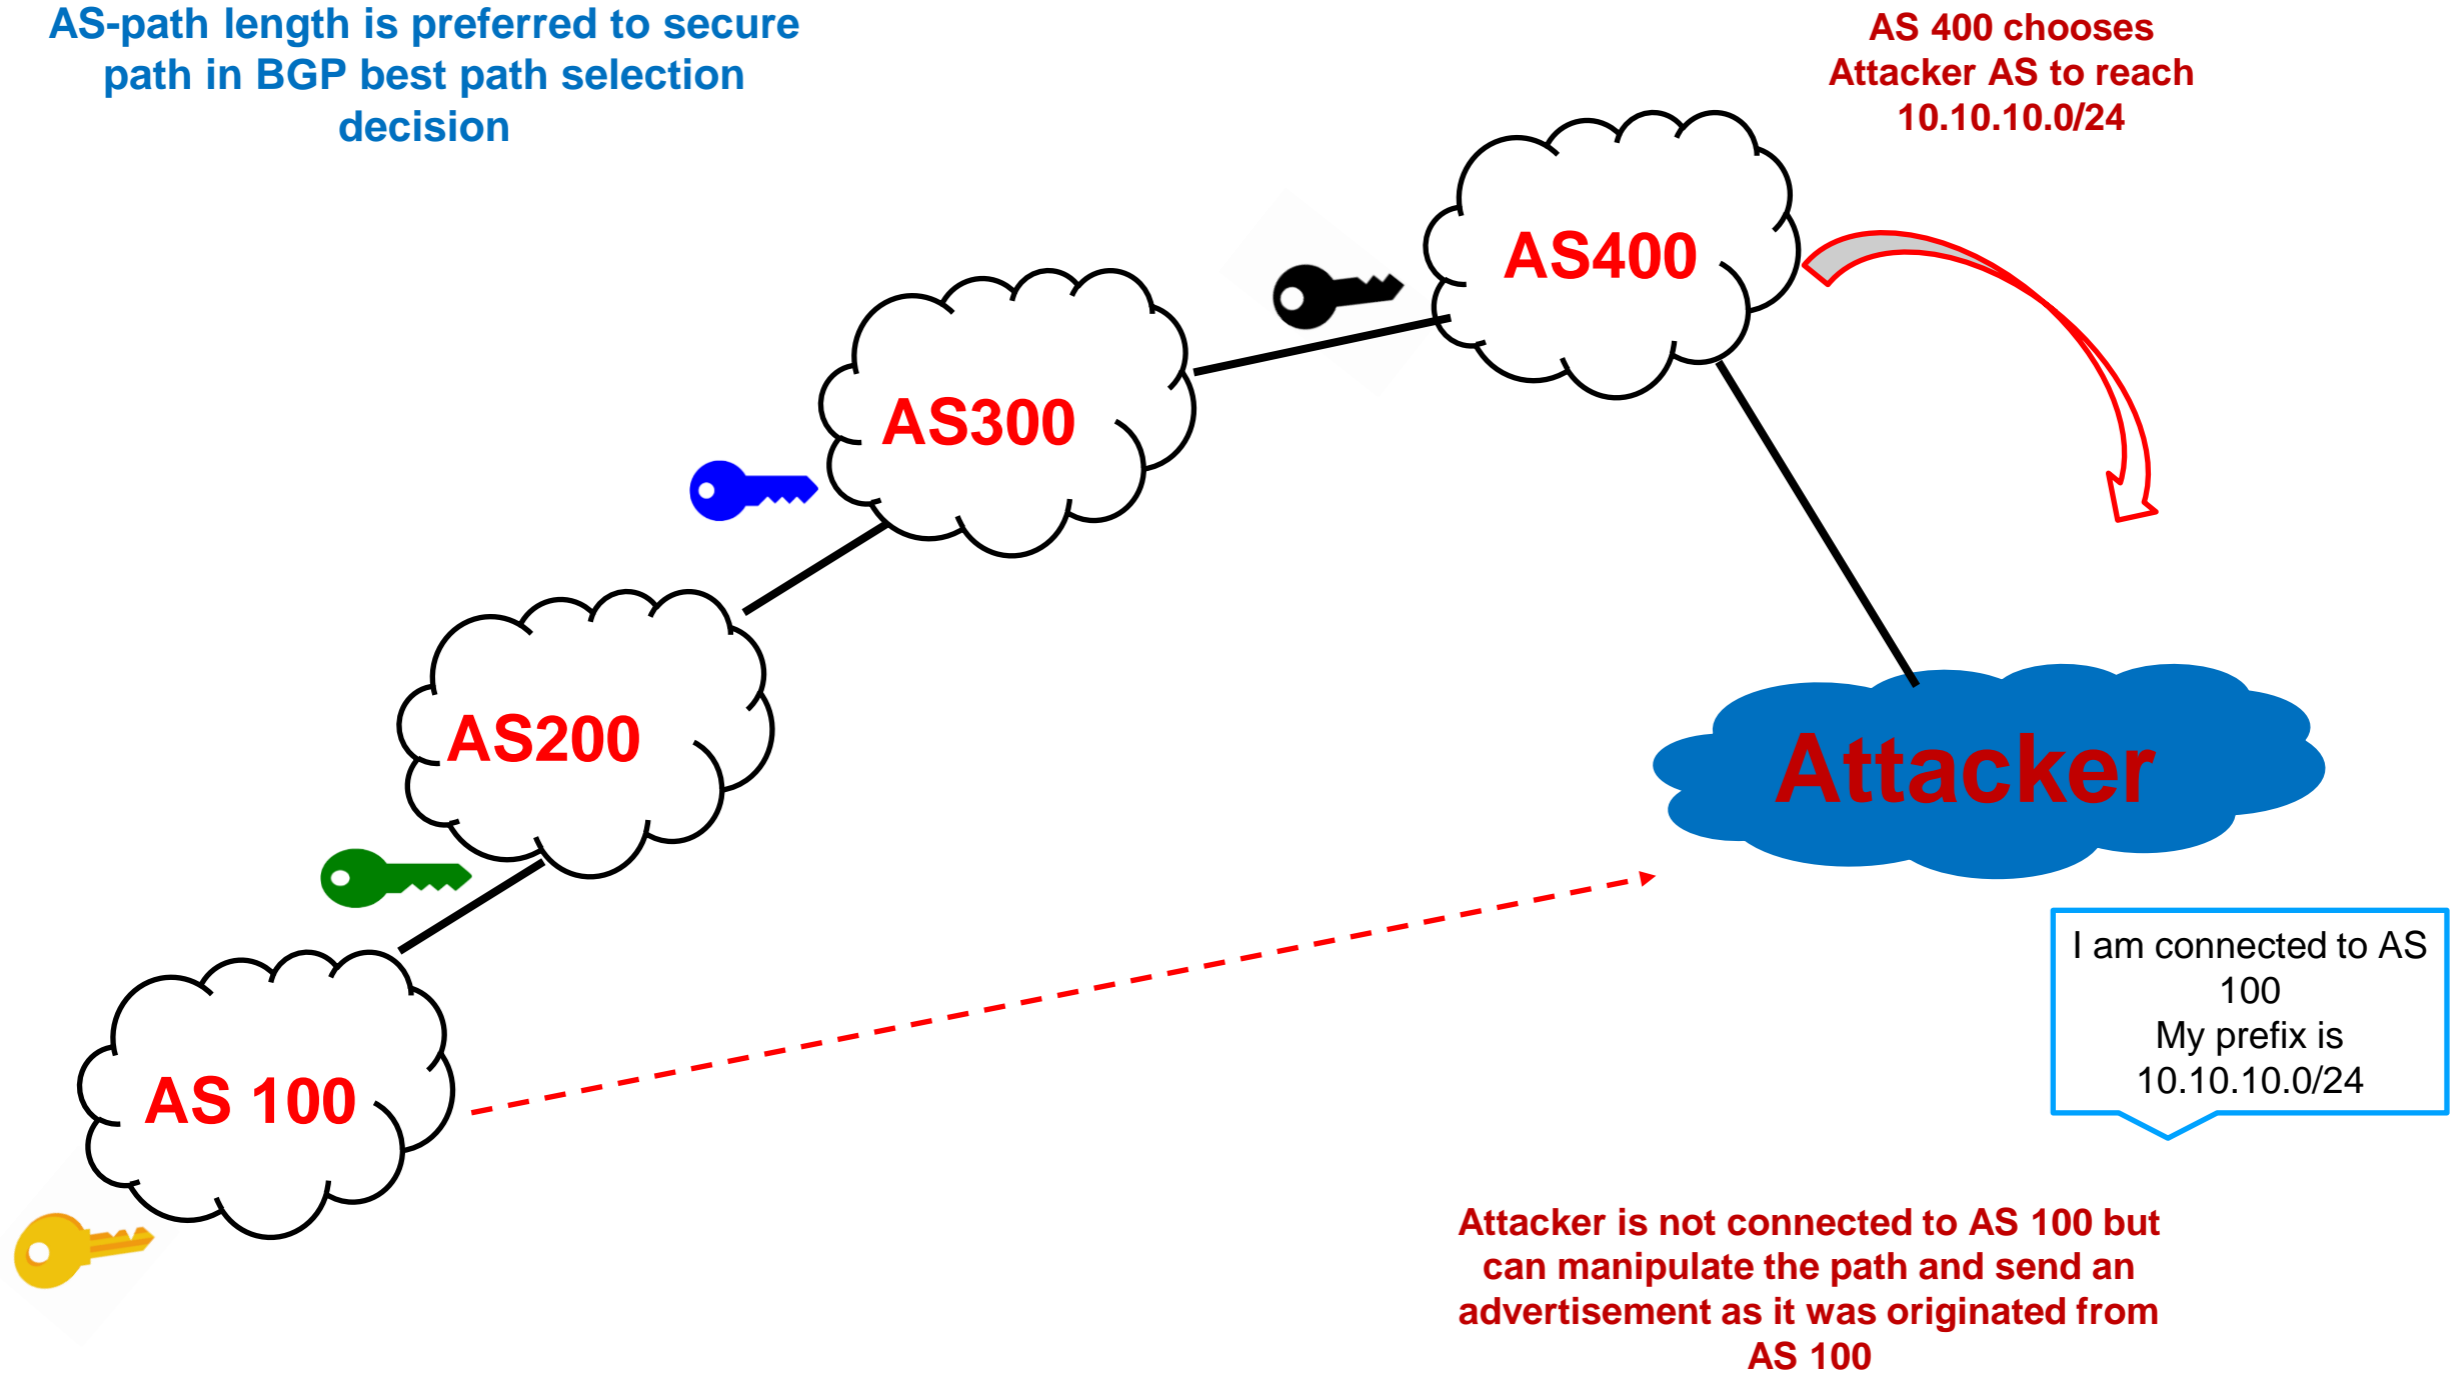 AS-path length is preferred to secure
path in BGP best path selection
decision
AS 400 chooses
Attacker AS to reach
10.10.10.0/24
AS400
AS300
AS200
Attacker
AS 100
I am connected to AS
100
My prefix is
10.10.10.0/24
Attacker is not connected to AS 100 but
can manipulate the path and send an
advertisement as it was originated from
AS 100